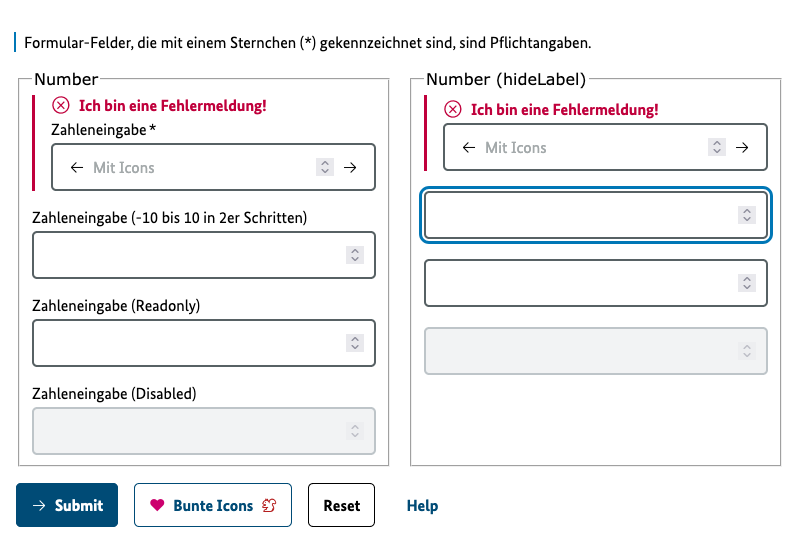 Formular-Felder, die mit einem Sternchen (*) gekennzeichnet sind, sind Pflichtangaben.
Number
Ich bin eine Fehlermeldung!
Zahleneingabe *
Mit Icons
Zahleneingabe (-10 bis 10 in 2er Schritten)
Zahleneingabe (Readonly)
Zahleneingabe (Disabled)
Number (hideLabel)
Ich bin eine Fehlermeldung!
Mit Icons
Submit
Bunte Icons
Reset
Help